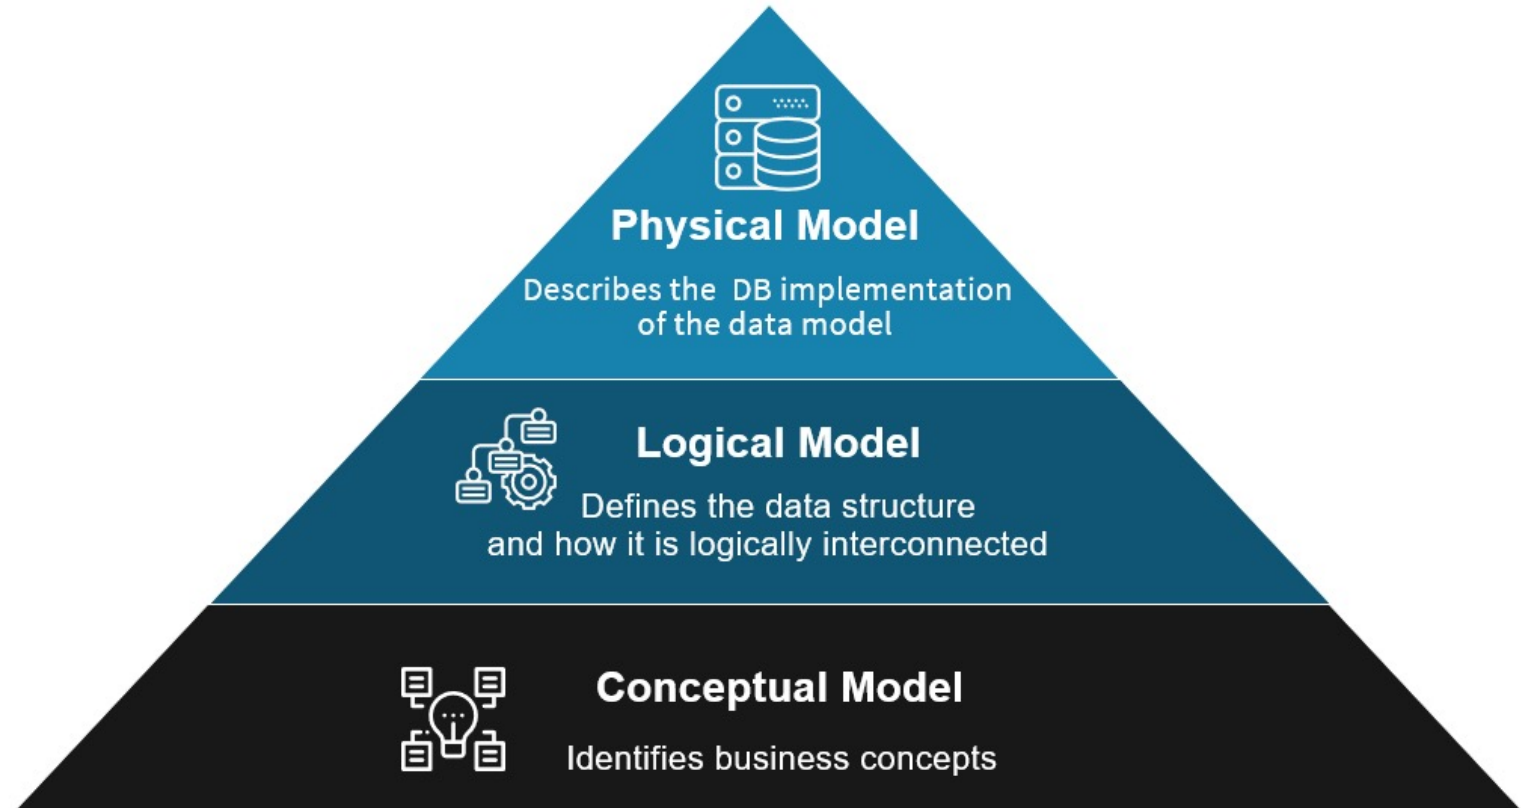 Physical Model
Describes the  DB implementation
of the data model
Logical Model
Defines the data structure
and how it is logically interconnected
Conceptual Model
Identifies business concepts